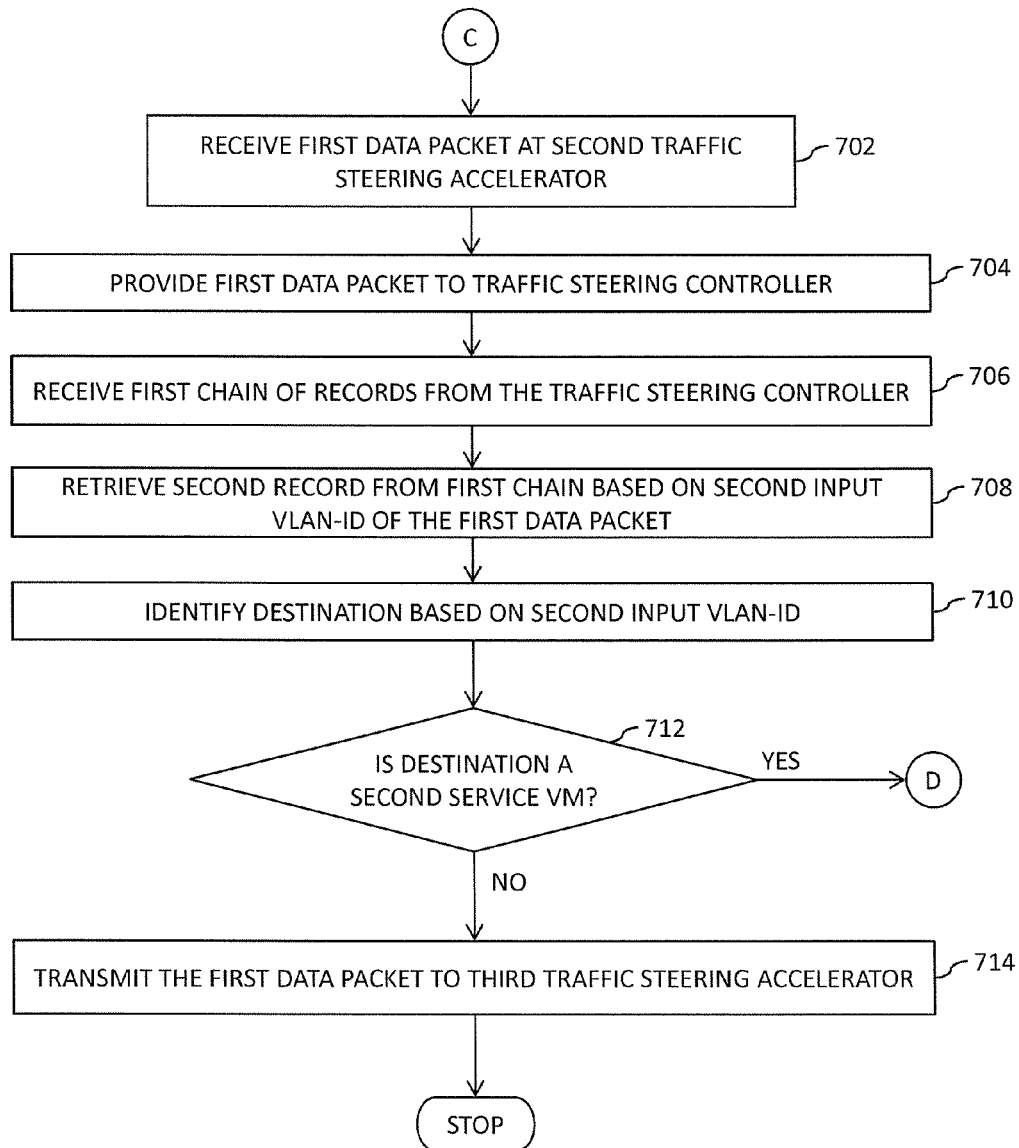 C
RECEIVE FIRST DATA PACKET AT SECOND TRAFFIC
STEERING ACCELERATOR
702
PROVIDE FIRST DATA PACKET TO TRAFFIC STEERING CONTROLLER
704
RECEIVE FIRST CHAIN OF RECORDS FROM THE TRAFFIC STEERING CONTROLLER
706
RETRIEVE SECOND RECORD FROM FIRST CHAIN BASED ON SECOND INPUT
VLAN-ID OF THE FIRST DATA PACKET
708
IDENTIFY DESTINATION BASED ON SECOND INPUT VLAN-ID
710
712
IS DESTINATION A
SECOND SERVICE VM?
YES
D
NO
TRANSMIT THE FIRST DATA PACKET TO THIRD TRAFFIC STEERING ACCELERATOR
714
STOP